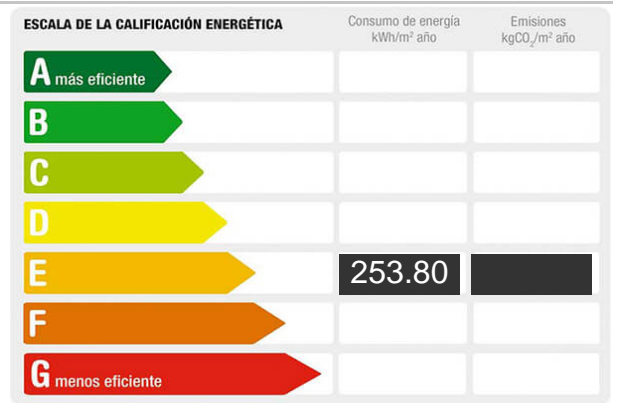 ESCALA DE LA CALIFICACIÓN ENERGÉTICA
Consumo de energía
kWh/m² año
Emisiones
kgCO₂/m² año
A más eficiente
B
C
D
E 253.80
F
G menos eficiente